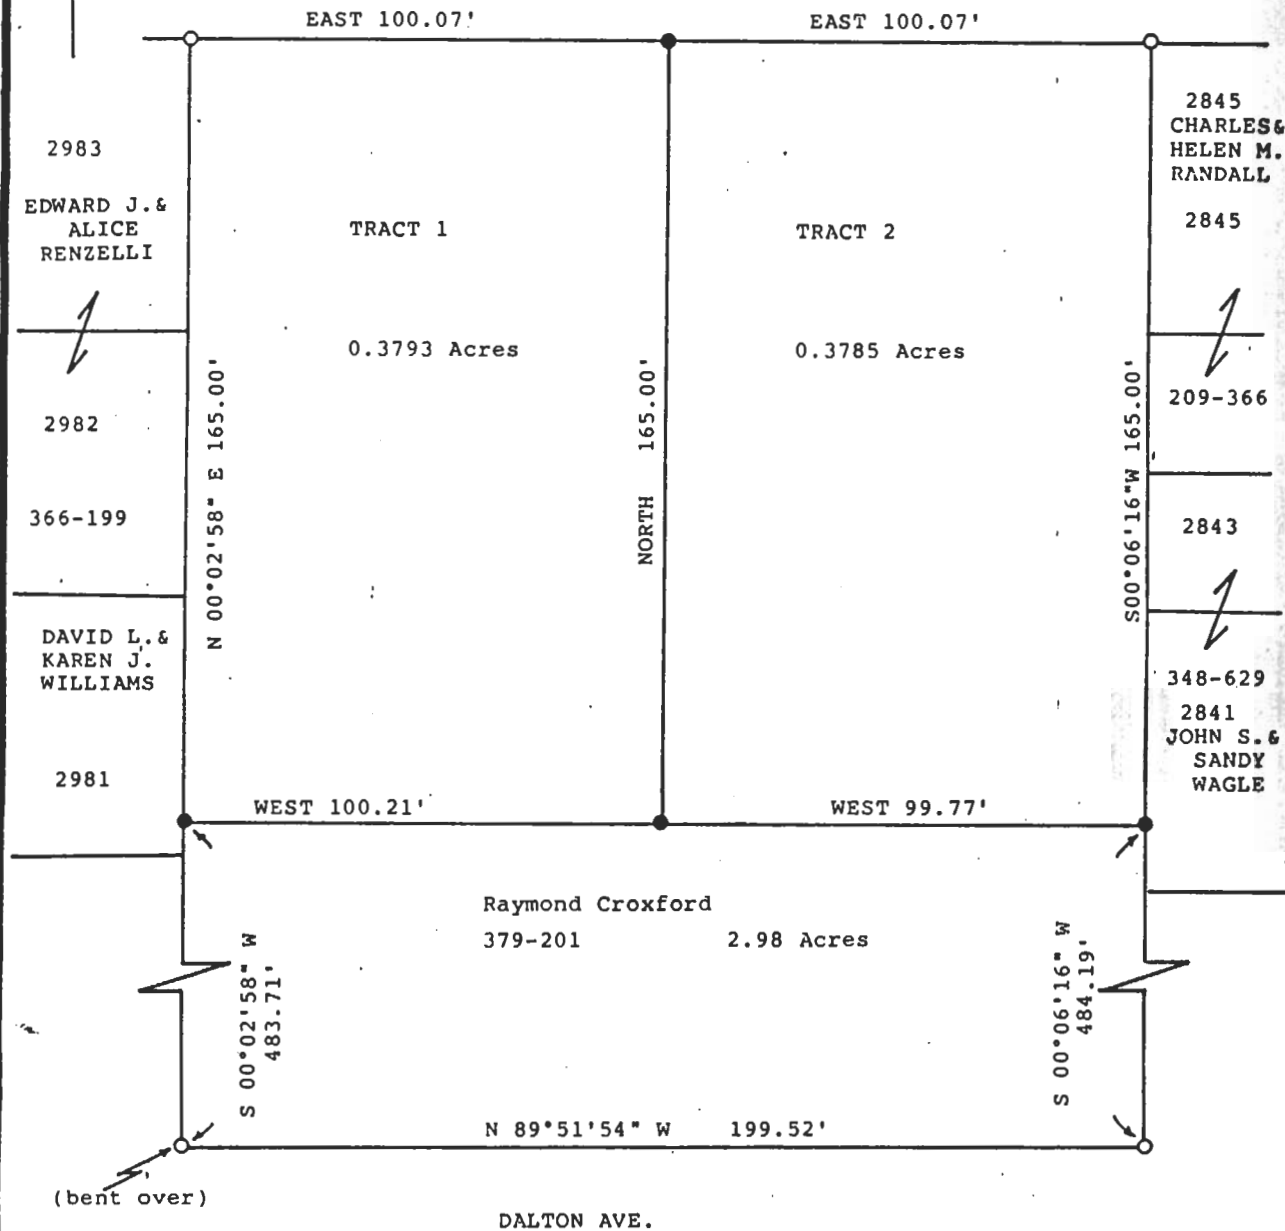 EAST 100.07'
EAST 100.07'
2983
EDWARD J.&
ALICE
RENZELLI
2982
366-199
DAVID L.&
KAREN J.
WILLIAMS
2981
N 00°02'58" E 165.00'
TRACT 1
0.3793 Acres
NORTH 165.00'
TRACT 2
0.3785 Acres
S00°06'16"W 165.00'
2845
CHARLES&
HELEN M.
RANDALL
2845
209-366
2843
348-629
2841
JOHN S.&
SANDY
WAGLE
WEST 100.21'
WEST 99.77'
Raymond Croxford
379-201 2.98 Acres
S 00°02'58" W
483.71'
S 00°06'16" W
484.19'
N 89°51'54" W 199.52'
(bent over)
DALTON AVE.